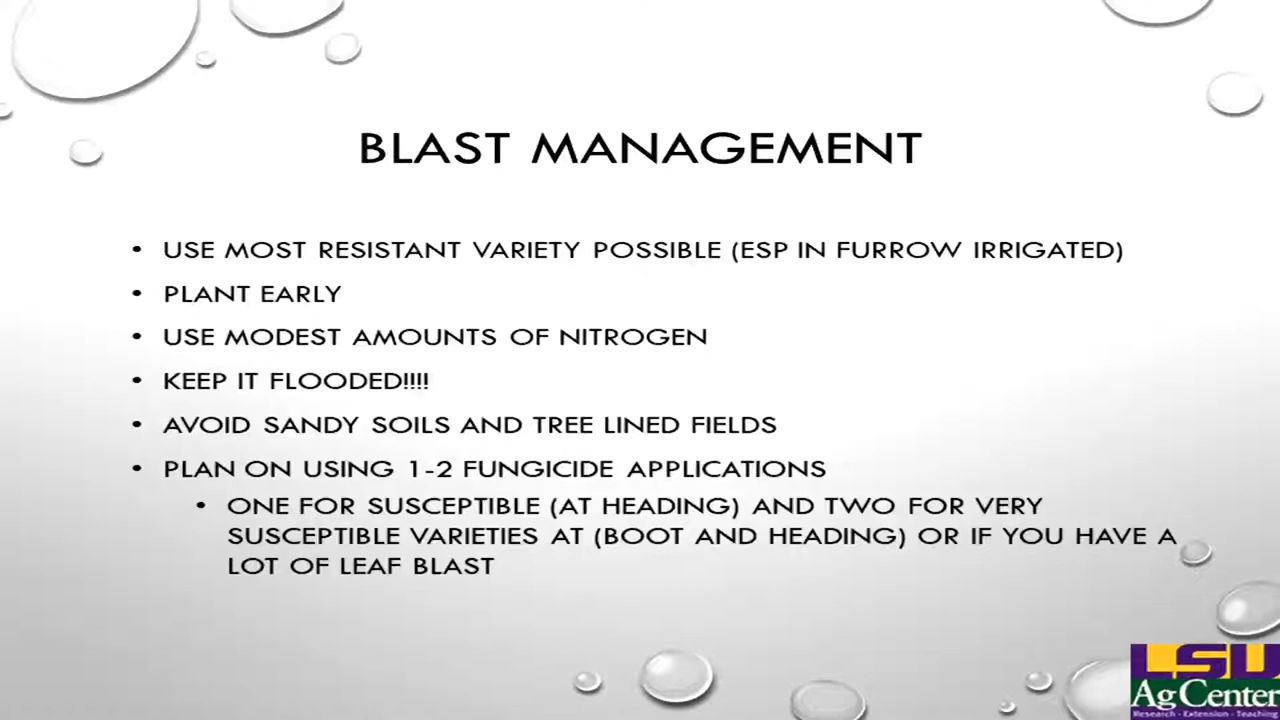 BLAST MANAGEMENT
• USE MOST RESISTANT VARIETY POSSIBLE (ESP IN FURROW IRRIGATED)
• PLANT EARLY
• USE MODEST AMOUNTS OF NITROGEN
• KEEP IT FLOODED!!!!
• AVOID SANDY SOILS AND TREE LINED FIELDS
• PLAN ON USING 1-2 FUNGICIDE APPLICATIONS
• ONE FOR SUSCEPTIBLE (AT HEADING) AND TWO FOR VERY
SUSCEPTIBLE VARIETIES AT (BOOT AND HEADING) OR IF YOU HAVE A
LOT OF LEAF BLAST
LSU
AgCenter
Research · Extension · Teaching